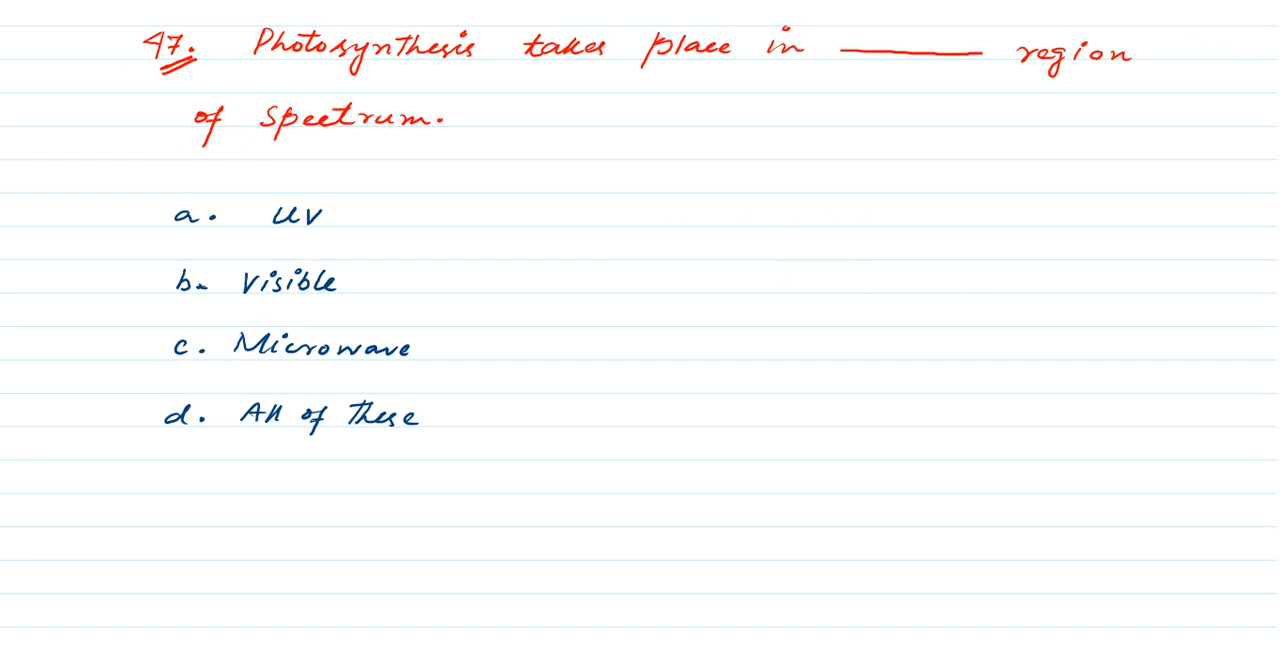 47. Photosynthesis takes place in ______ region
of spectrum.
a. UV
b. Visible
c. Microwave
d. All of These